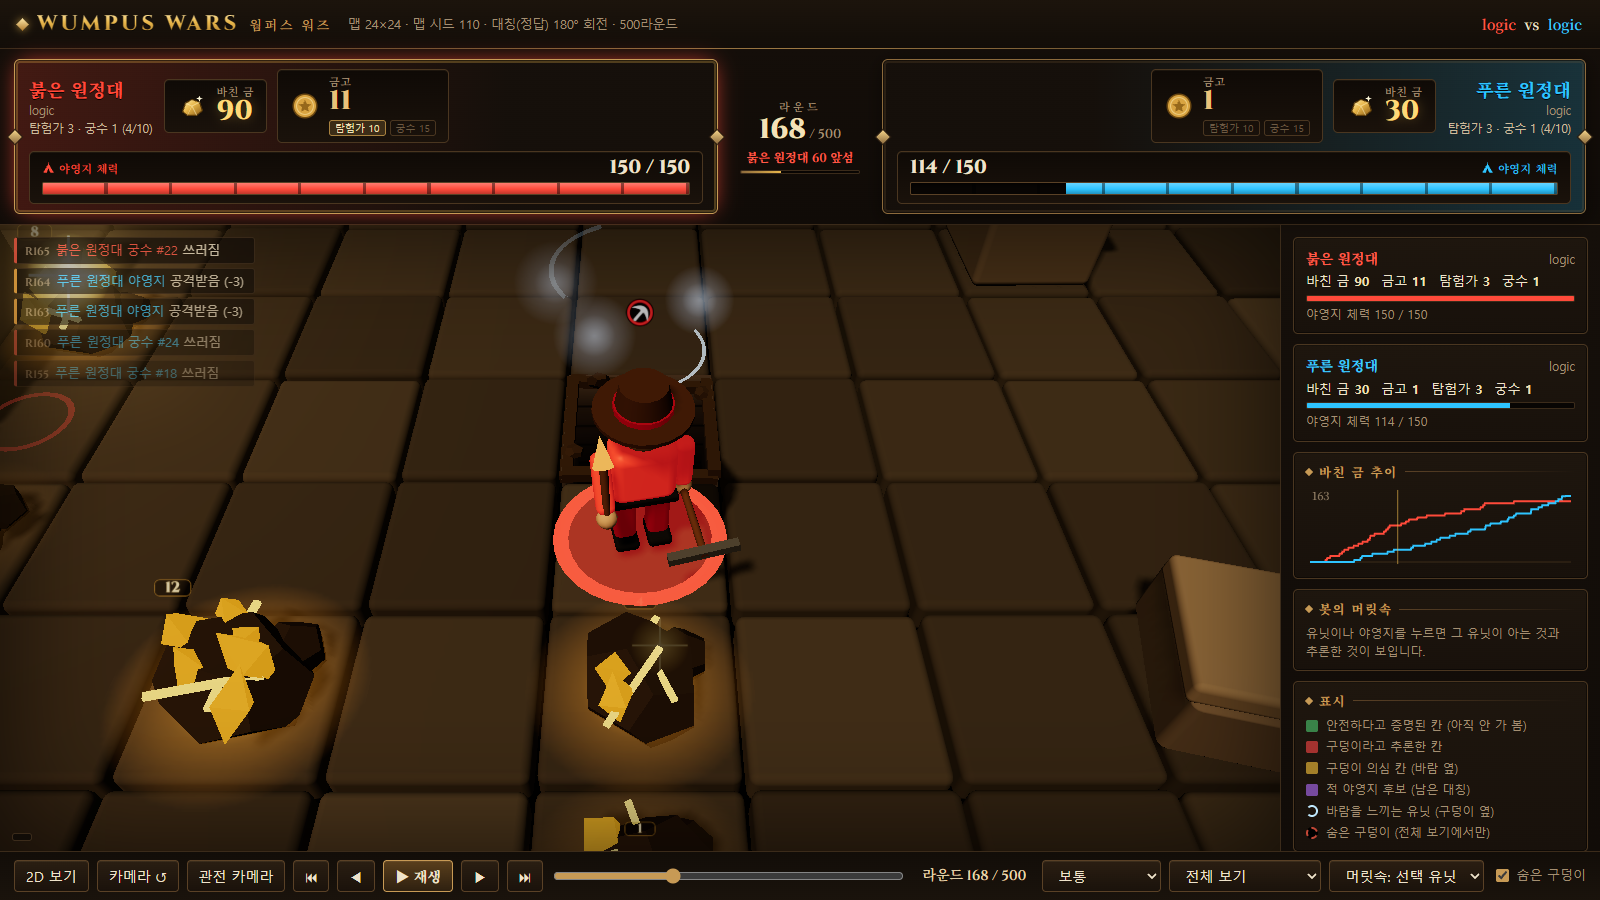 WUMPUS WARS 웜퍼스 워즈 맵 24×24 · 맵 시드 110 · 대칭(정답) 180° 회전 · 500라운드
logic vs logic
붉은 원정대
logic
탐험가 3 · 궁수 1 (4/10)
바친 금
90
금고
11
탐험가 10 궁수 15
야영지 체력 150 / 150
라운드
168 / 500
붉은 원정대 60 앞섬
금고
1
탐험가 10 궁수 15
바친 금
30
푸른 원정대
logic
탐험가 3 · 궁수 1 (4/10)
114 / 150 야영지 체력
8
R165 붉은 원정대 궁수 #22 쓰러짐
R164 푸른 원정대 야영지 공격받음 (-3)
R163 푸른 원정대 야영지 공격받음 (-3)
R160 푸른 원정대 궁수 #24 쓰러짐
R155 푸른 원정대 궁수 #18 쓰러짐
12
1
붉은 원정대 logic
바친 금 90 금고 11 탐험가 3 궁수 1
야영지 체력 150 / 150
푸른 원정대 logic
바친 금 30 금고 1 탐험가 3 궁수 1
야영지 체력 114 / 150
바친 금 추이
163
봇의 머릿속
유닛이나 야영지를 누르면 그 유닛이 아는 것과
추론한 것이 보입니다.
표시
안전하다고 증명된 칸 (아직 안 가 봄)
구덩이라고 추론한 칸
구덩이 의심 칸 (바람 옆)
적 야영지 후보 (남은 대칭)
바람을 느끼는 유닛 (구덩이 옆)
숨은 구덩이 (전체 보기에서만)
2D 보기 카메라 ↺ 관전 카메라 ⏮ ◀ ▶ 재생 ▶ ⏭ 라운드 168 / 500 보통 전체 보기 머릿속: 선택 유닛 숨은 구덩이